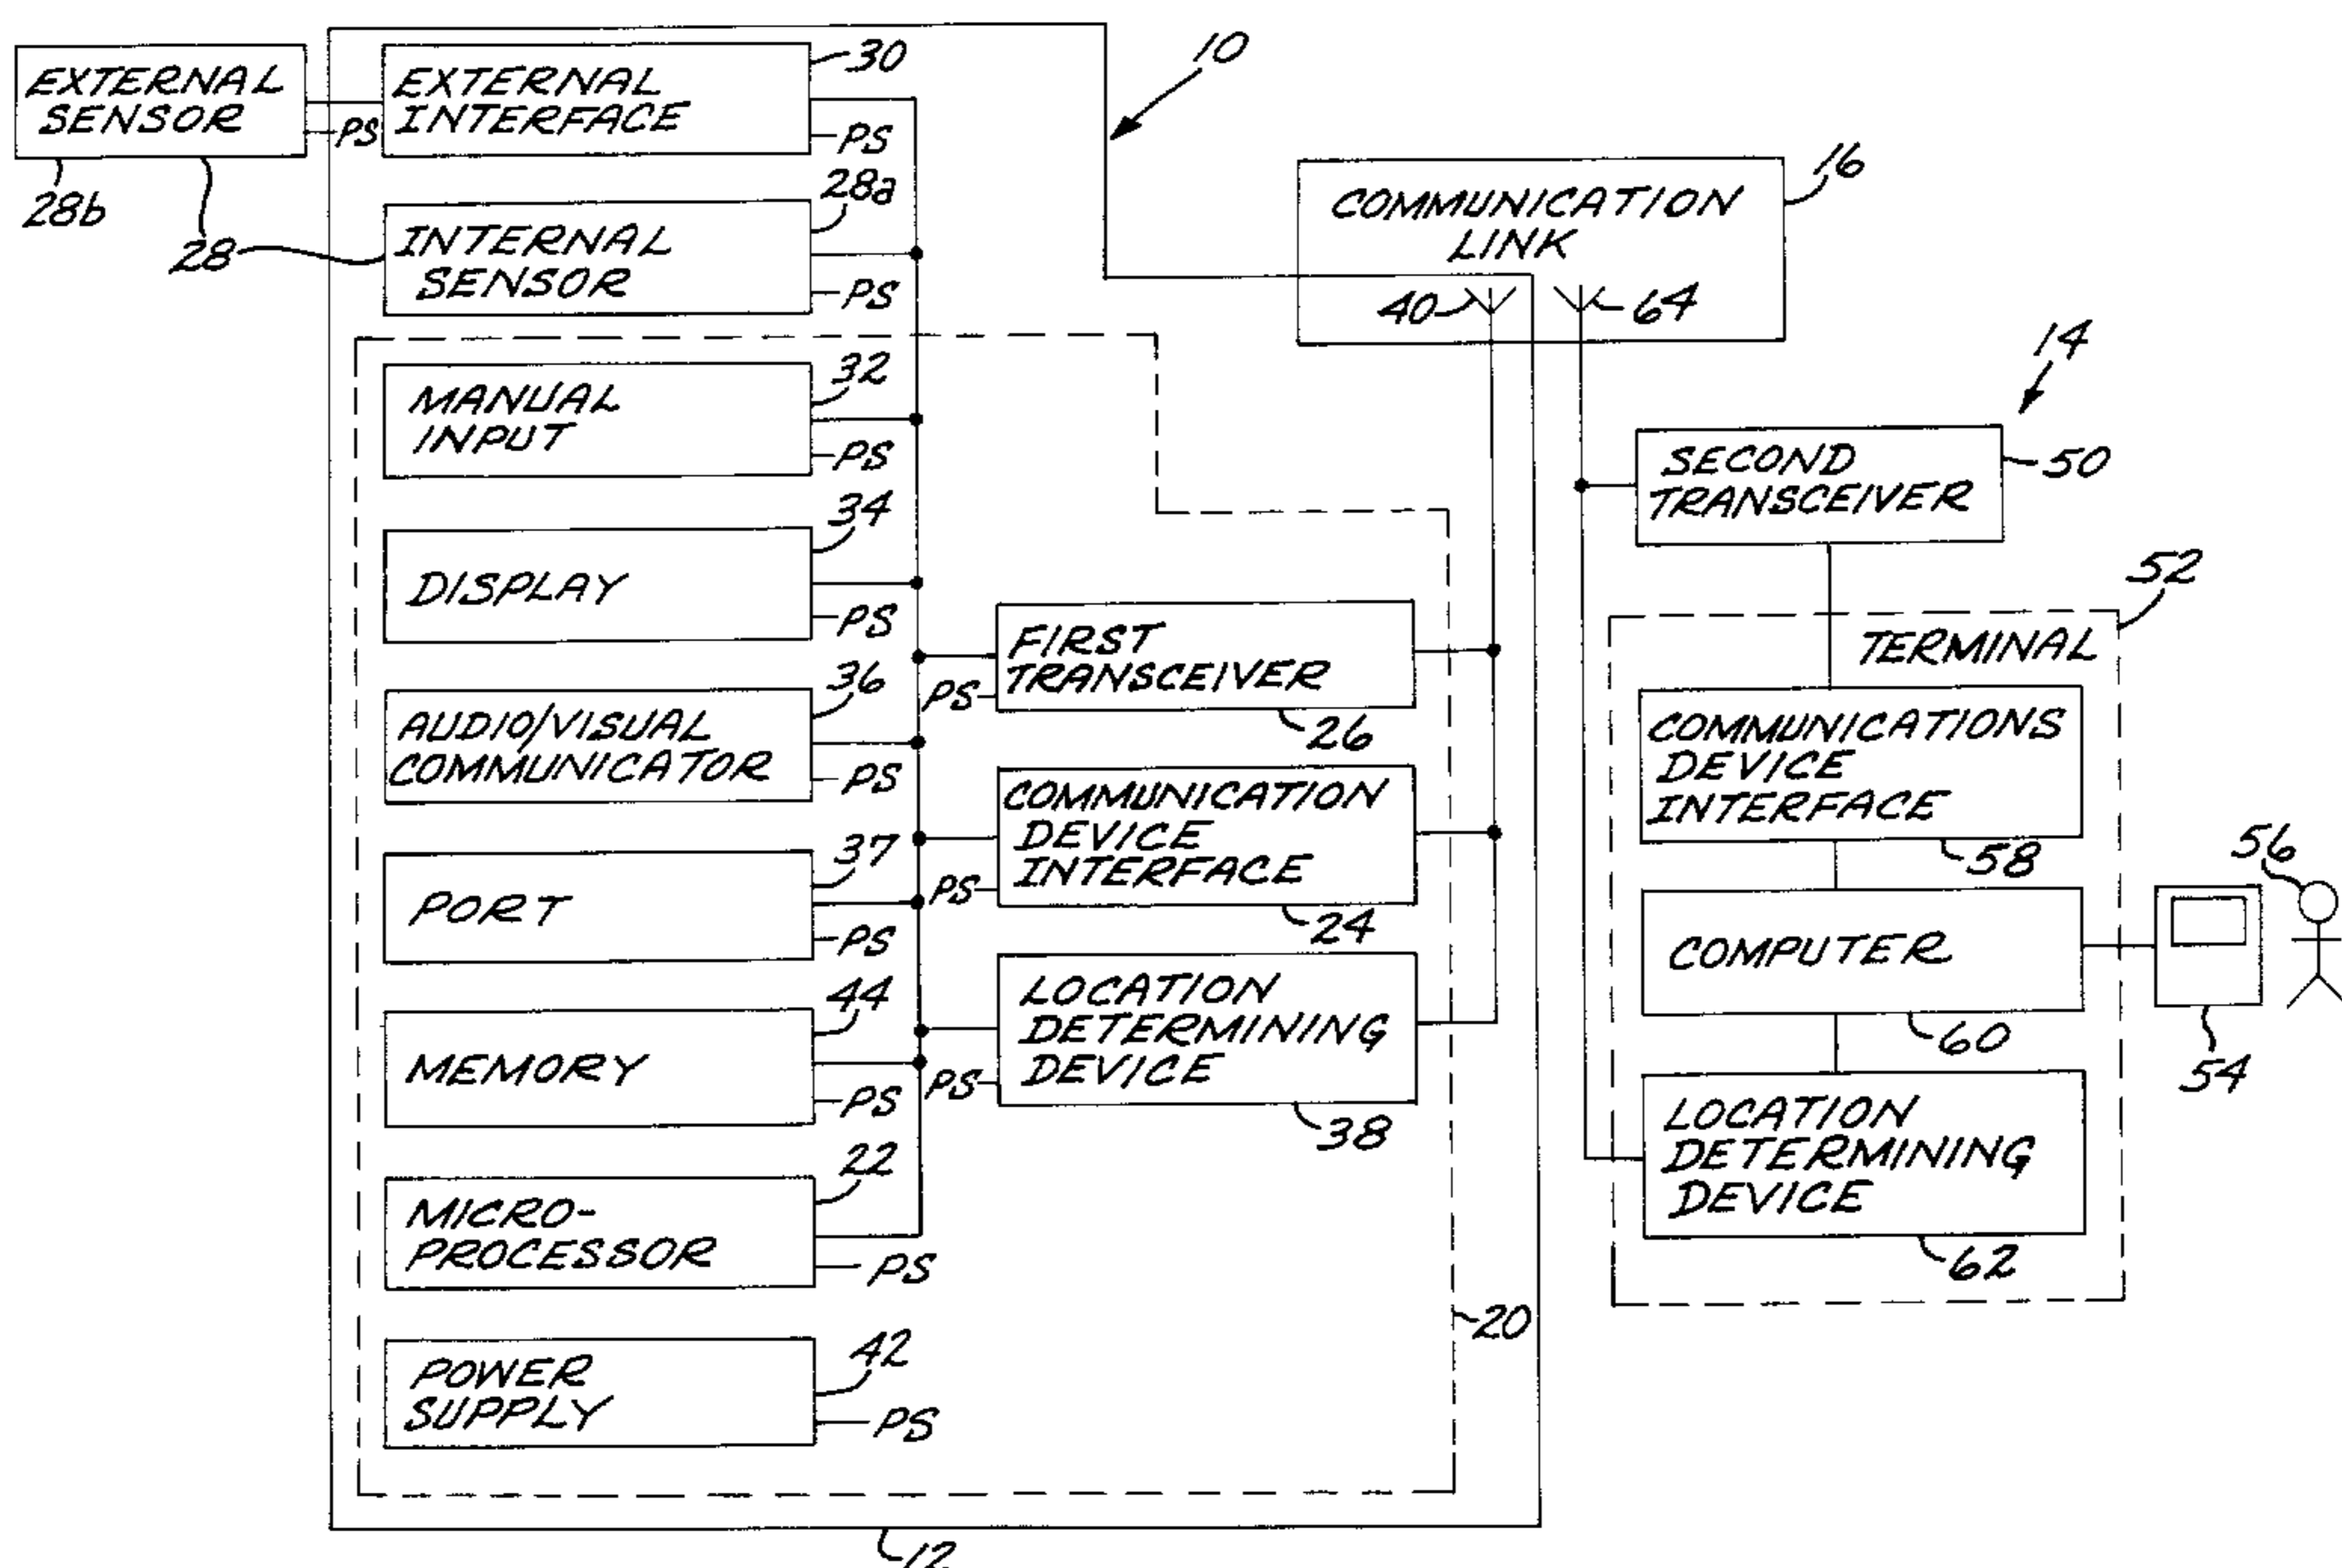 10
EXTERNAL
SENSOR
PS
28b
28
EXTERNAL
INTERFACE
30
PS
INTERNAL
SENSOR
28a
PS
MANUAL
INPUT
32
PS
DISPLAY
34
PS
AUDIO/VISUAL
COMMUNICATOR
36
PS
PORT
37
PS
MEMORY
44
PS
MICRO-
PROCESSOR
22
PS
POWER
SUPPLY
42
PS
FIRST
TRANSCEIVER
PS
26
COMMUNICATION
DEVICE
INTERFACE
PS
24
LOCATION
DETERMINING
DEVICE
PS
38
20
12
COMMUNICATION
LINK
16
40
64
14
SECOND
TRANSCEIVER
50
52
TERMINAL
COMMUNICATIONS
DEVICE
INTERFACE
58
COMPUTER
60
56
54
LOCATION
DETERMINING
DEVICE
62